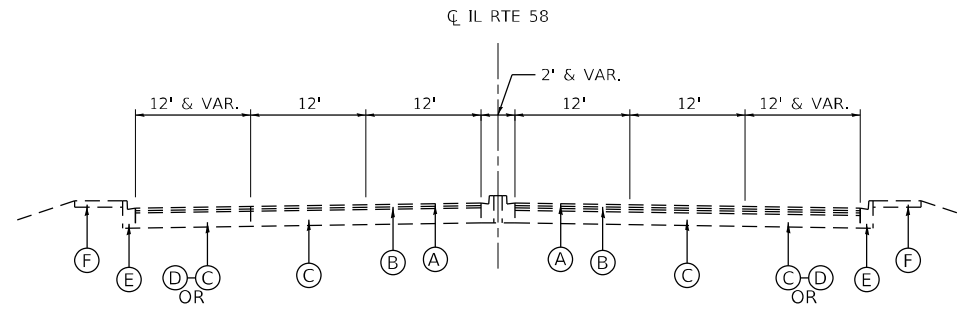 ℄ IL RTE 58
2' & VAR.
12' & VAR. 12' 12' 12' 12' 12' & VAR.
F E D C C B A A B C C D E F
OR OR